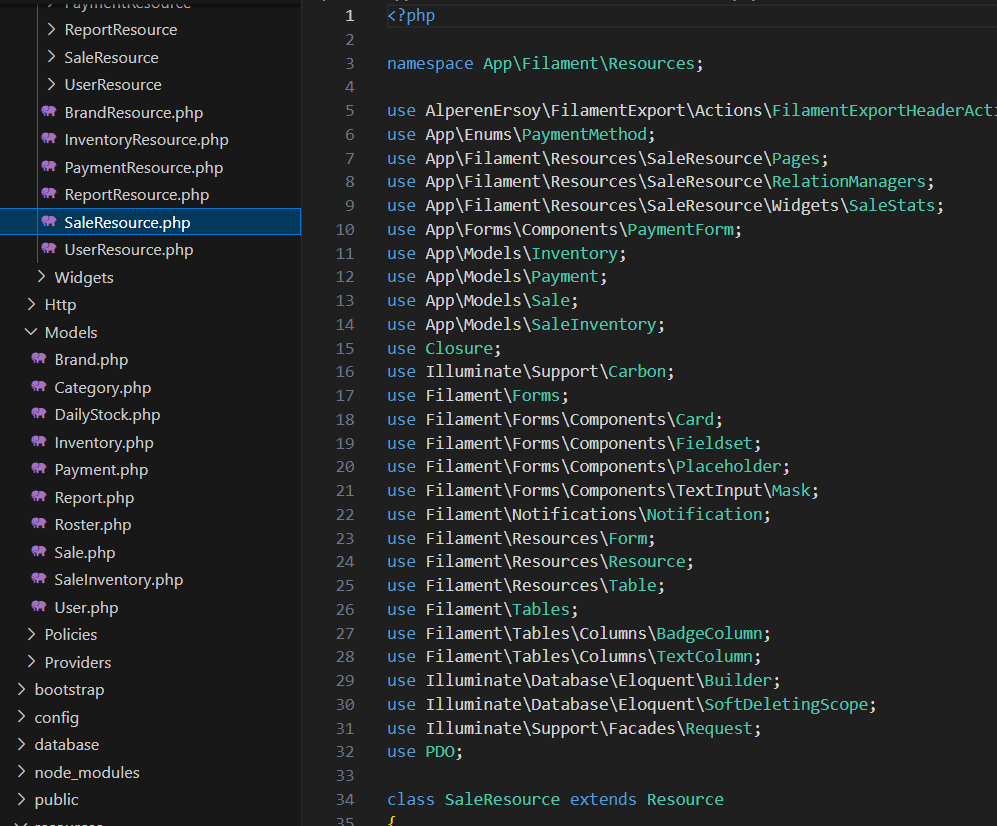 PaymentResource
ReportResource
SaleResource
UserResource
BrandResource.php
InventoryResource.php
PaymentResource.php
ReportResource.php
SaleResource.php
UserResource.php
Widgets
Http
Models
Brand.php
Category.php
DailyStock.php
Inventory.php
Payment.php
Report.php
Roster.php
Sale.php
SaleInventory.php
User.php
Policies
Providers
bootstrap
config
database
node_modules
public
resources
1 <?php
2
3 namespace App\Filament\Resources;
4
5 use AlperenErsoy\FilamentExport\Actions\FilamentExportHeaderActi
6 use App\Enums\PaymentMethod;
7 use App\Filament\Resources\SaleResource\Pages;
8 use App\Filament\Resources\SaleResource\RelationManagers;
9 use App\Filament\Resources\SaleResource\Widgets\SaleStats;
10 use App\Forms\Components\PaymentForm;
11 use App\Models\Inventory;
12 use App\Models\Payment;
13 use App\Models\Sale;
14 use App\Models\SaleInventory;
15 use Closure;
16 use Illuminate\Support\Carbon;
17 use Filament\Forms;
18 use Filament\Forms\Components\Card;
19 use Filament\Forms\Components\Fieldset;
20 use Filament\Forms\Components\Placeholder;
21 use Filament\Forms\Components\TextInput\Mask;
22 use Filament\Notifications\Notification;
23 use Filament\Resources\Form;
24 use Filament\Resources\Resource;
25 use Filament\Resources\Table;
26 use Filament\Tables;
27 use Filament\Tables\Columns\BadgeColumn;
28 use Filament\Tables\Columns\TextColumn;
29 use Illuminate\Database\Eloquent\Builder;
30 use Illuminate\Database\Eloquent\SoftDeletingScope;
31 use Illuminate\Support\Facades\Request;
32 use PDO;
33
34 class SaleResource extends Resource
35 {